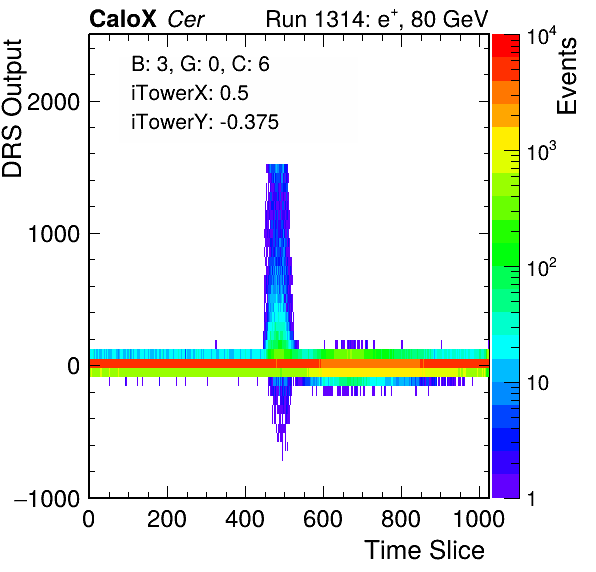 CaloX Cer Run 1314: e⁺, 80 GeV
B: 3, G: 0, C: 6
iTowerX: 0.5
iTowerY: -0.375
DRS Output
2000
1000
0
−1000
0 200 400 600 800 1000
Time Slice
Events
10⁴
10³
10²
10
1